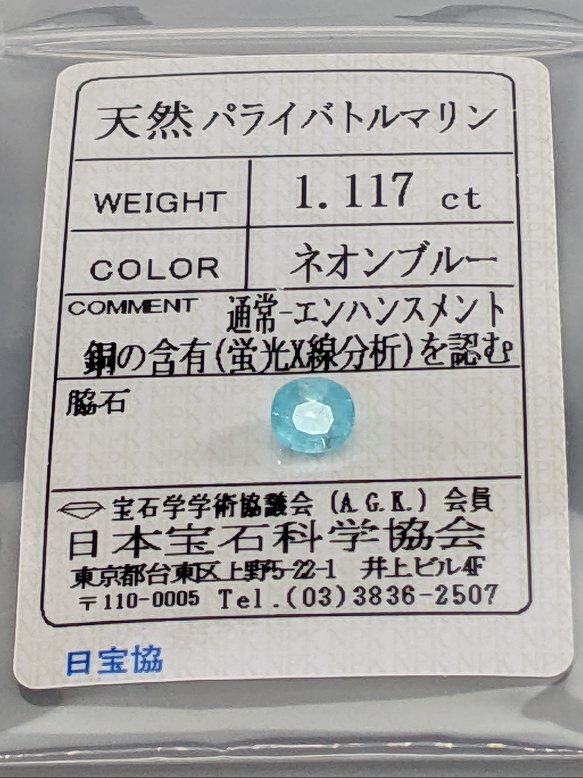 天然パライバトルマリン
WEIGHT 1.117 ct
COLOR ネオンブルー
COMMENT 通常-エンハンスメント
銅の含有(蛍光X線分析)を認む。
脇石
宝石学学術協議会 (A.G.K.) 会員
日本宝石科学協会
東京都台東区上野5-22-1 井上ビル4F
〒110-0005 Tel.(03)3836-2507
日宝協